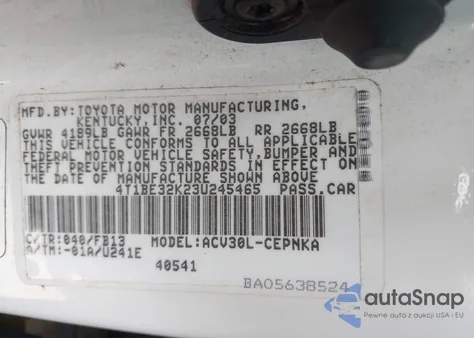 MFD.BY:TOYOTA MOTOR MANUFACTURING,
KENTUCKY,INC. 07/03
GVWR 4189LB GAWR FR 2668LB RR 2668LB
THIS VEHICLE CONFORMS TO ALL APPLICABLE
FEDERAL MOTOR VEHICLE SAFETY,BUMPER AND
THEFT PREVENTION STANDARDS IN EFFECT ON
THE DATE OF MANUFACTURE SHOWN ABOVE
4T1BE32K23U245465 PASS.CAR
C/TR:040/FB13 MODEL:ACV30L-CEPNKA
A/TM:-01A/U241E
40541
BA05638524
autoSnap
Pewne auta z aukcji USA i EU